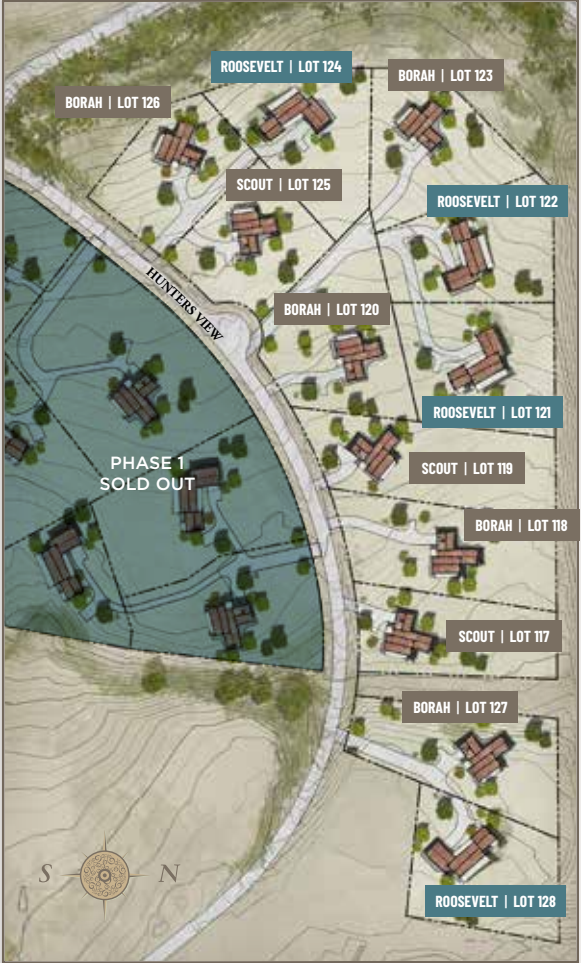 ROOSEVELT | LOT 124
BORAH | LOT 123
BORAH | LOT 126
SCOUT | LOT 125
ROOSEVELT | LOT 122
HUNTERS VIEW
BORAH | LOT 120
ROOSEVELT | LOT 121
PHASE 1
SOLD OUT
SCOUT | LOT 119
BORAH | LOT 118
SCOUT | LOT 117
BORAH | LOT 127
S N
ROOSEVELT | LOT 128